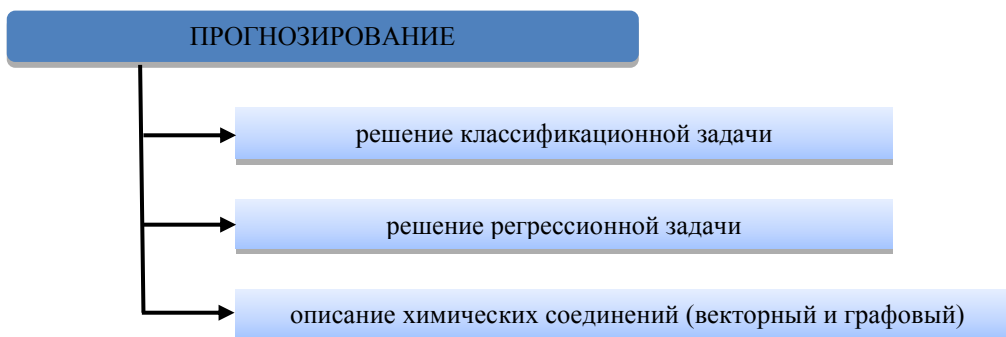 ПРОГНОЗИРОВАНИЕ
решение классификационной задачи
решение регрессионной задачи
описание химических соединений (векторный и графовый)